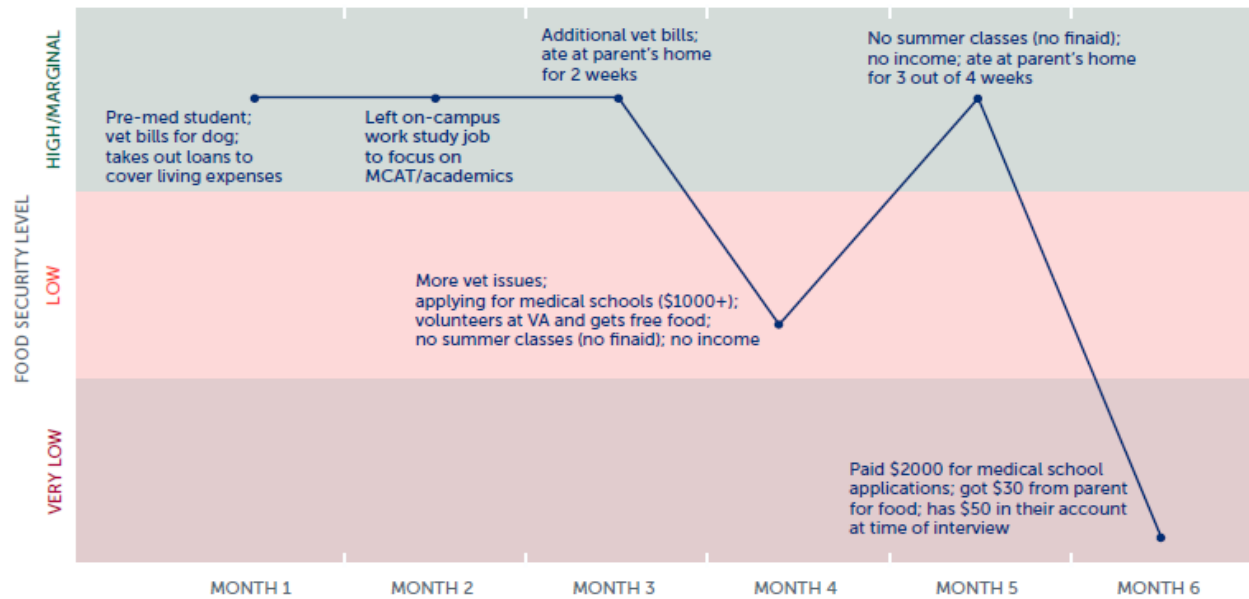 HIGH/MARGINAL
LOW
VERY LOW
FOOD SECURITY LEVEL
Pre-med student;
vet bills for dog;
takes out loans to
cover living expenses
Left on-campus
work study job
to focus on
MCAT/academics
Additional vet bills;
ate at parent's home
for 2 weeks
More vet issues;
applying for medical schools ($1000+);
volunteers at VA and gets free food;
no summer classes (no finaid); no income
No summer classes (no finaid);
no income; ate at parent's home
for 3 out of 4 weeks
Paid $2000 for medical school
applications; got $30 from parent
for food; has $50 in their account
at time of interview
MONTH 1
MONTH 2
MONTH 3
MONTH 4
MONTH 5
MONTH 6